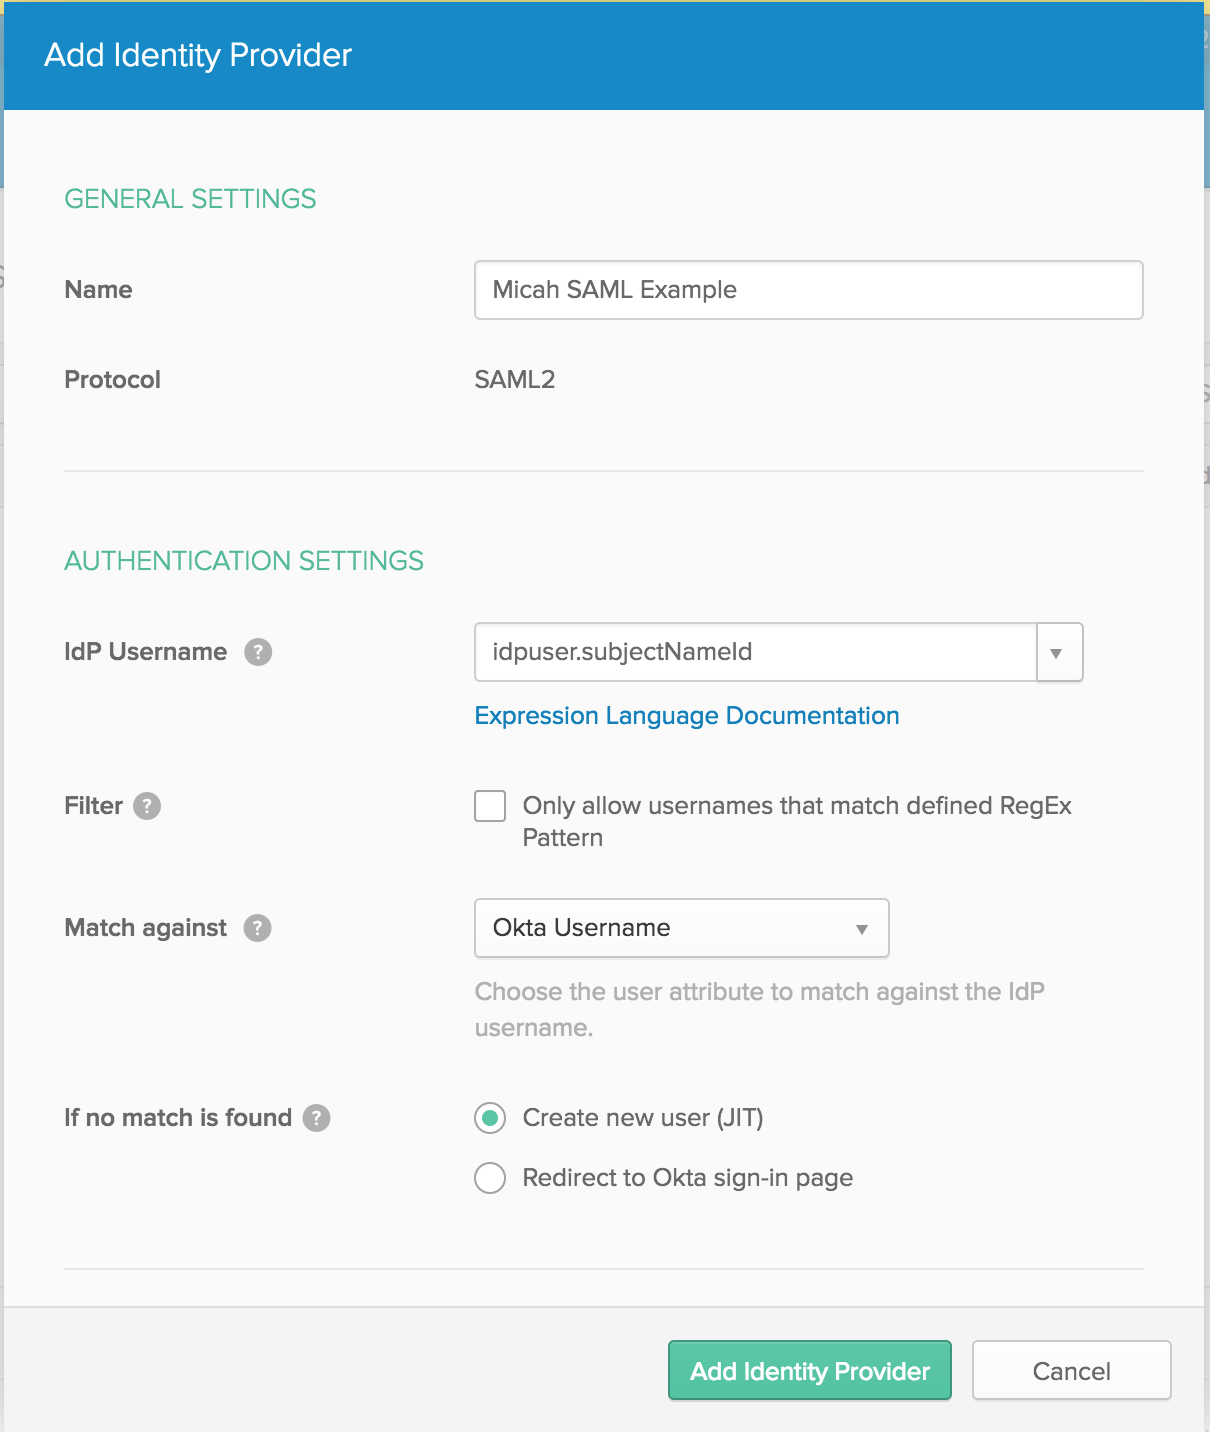 Add Identity Provider
GENERAL SETTINGS
Name
Micah SAML Example
Protocol
SAML2
AUTHENTICATION SETTINGS
IdP Username ?
idpuser.subjectNameId
Expression Language Documentation
Filter ?
Only allow usernames that match defined RegEx
Pattern
Match against ?
Okta Username
Choose the user attribute to match against the IdP
username.
If no match is found ?
Create new user (JIT)
Redirect to Okta sign-in page
Add Identity Provider
Cancel